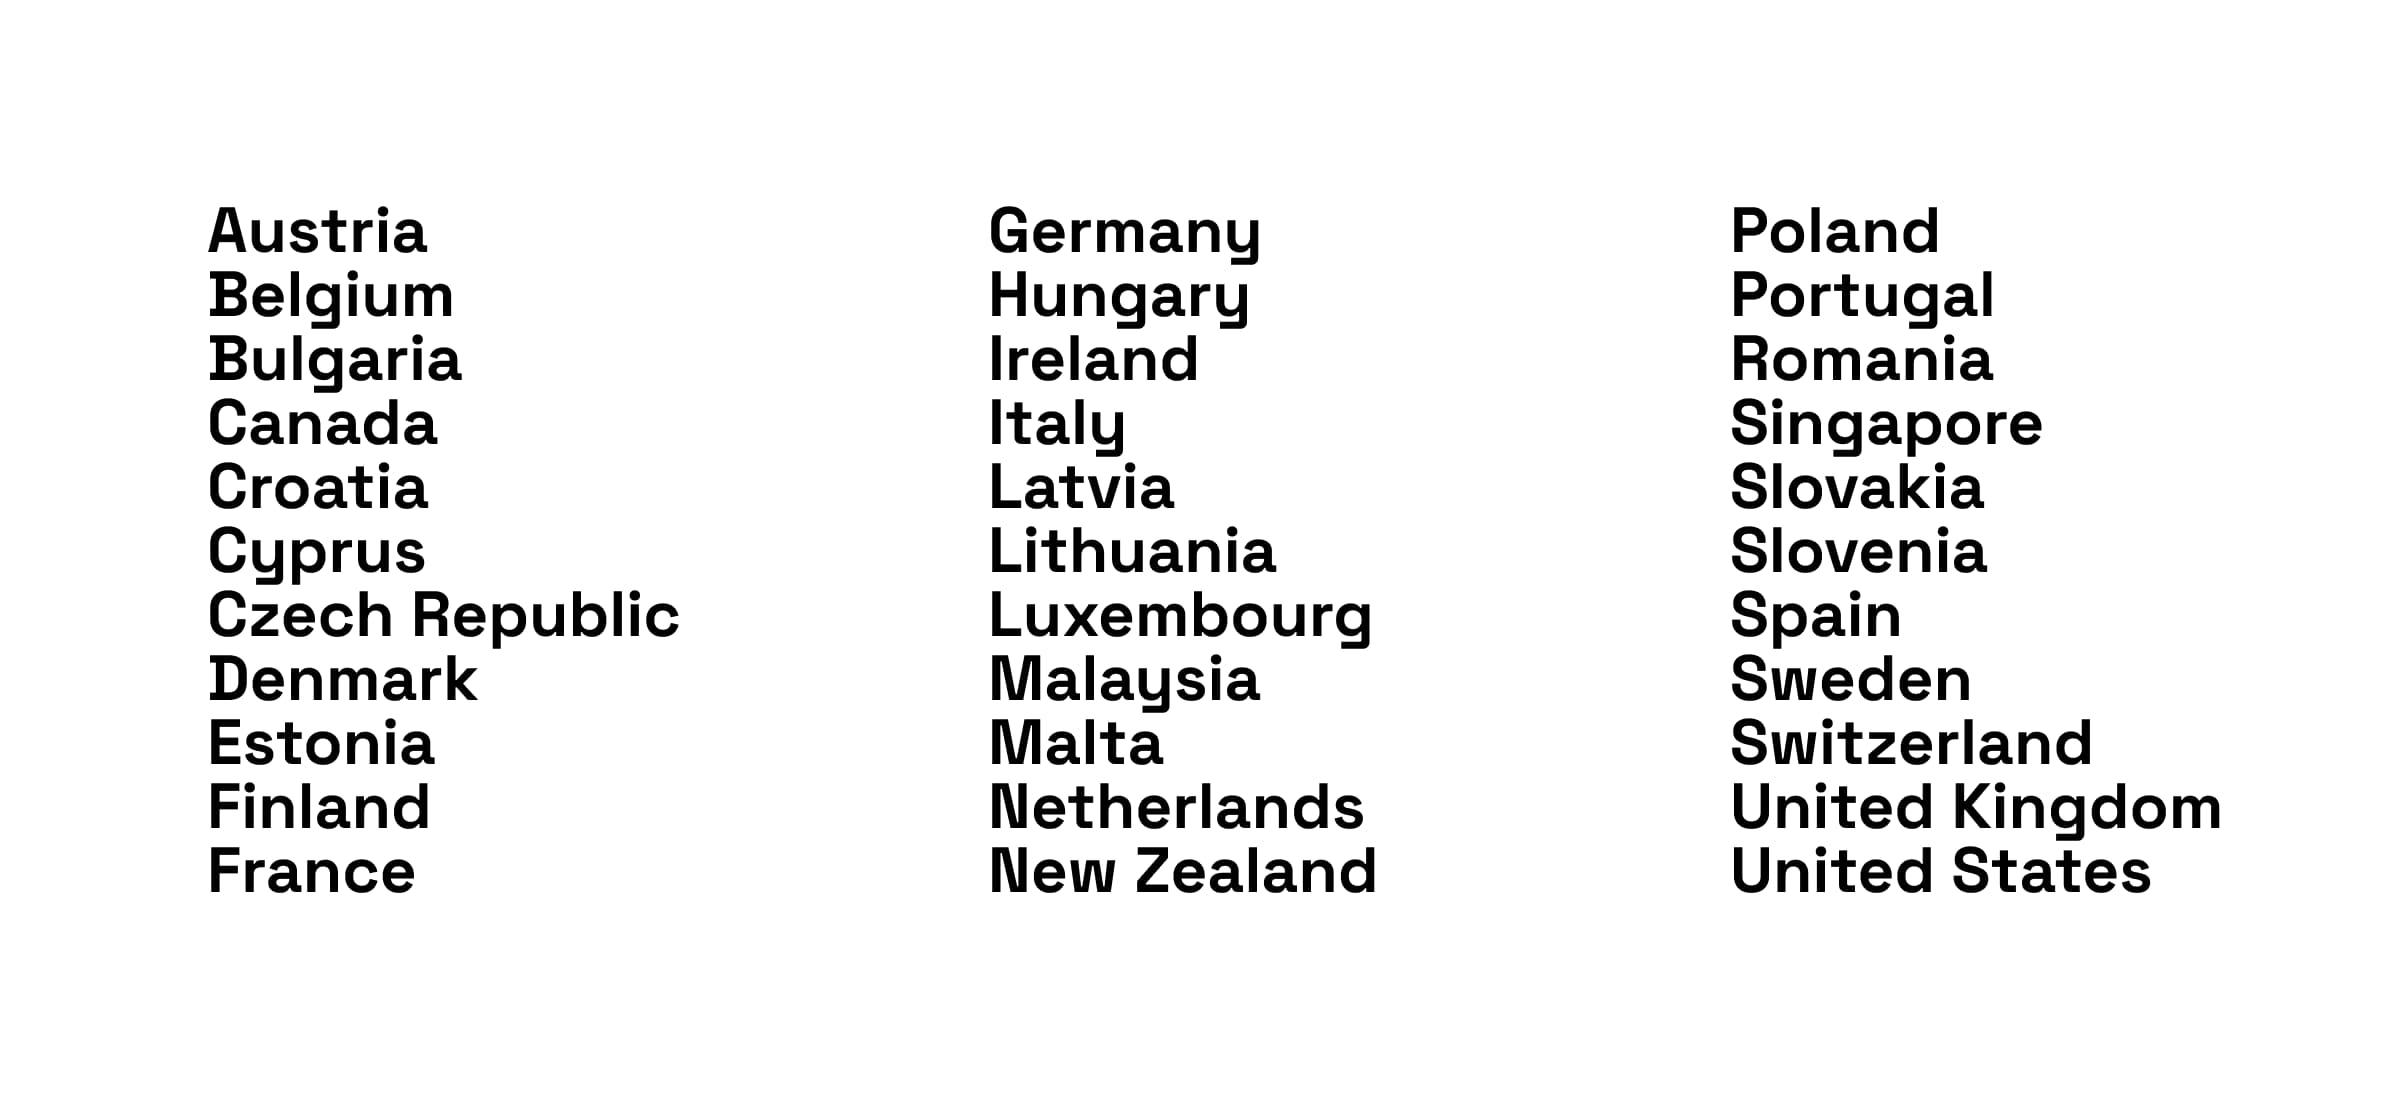 Austria
Belgium
Bulgaria
Canada
Croatia
Cyprus
Czech Republic
Denmark
Estonia
Finland
France
Germany
Hungary
Ireland
Italy
Latvia
Lithuania
Luxembourg
Malaysia
Malta
Netherlands
New Zealand
Poland
Portugal
Romania
Singapore
Slovakia
Slovenia
Spain
Sweden
Switzerland
United Kingdom
United States